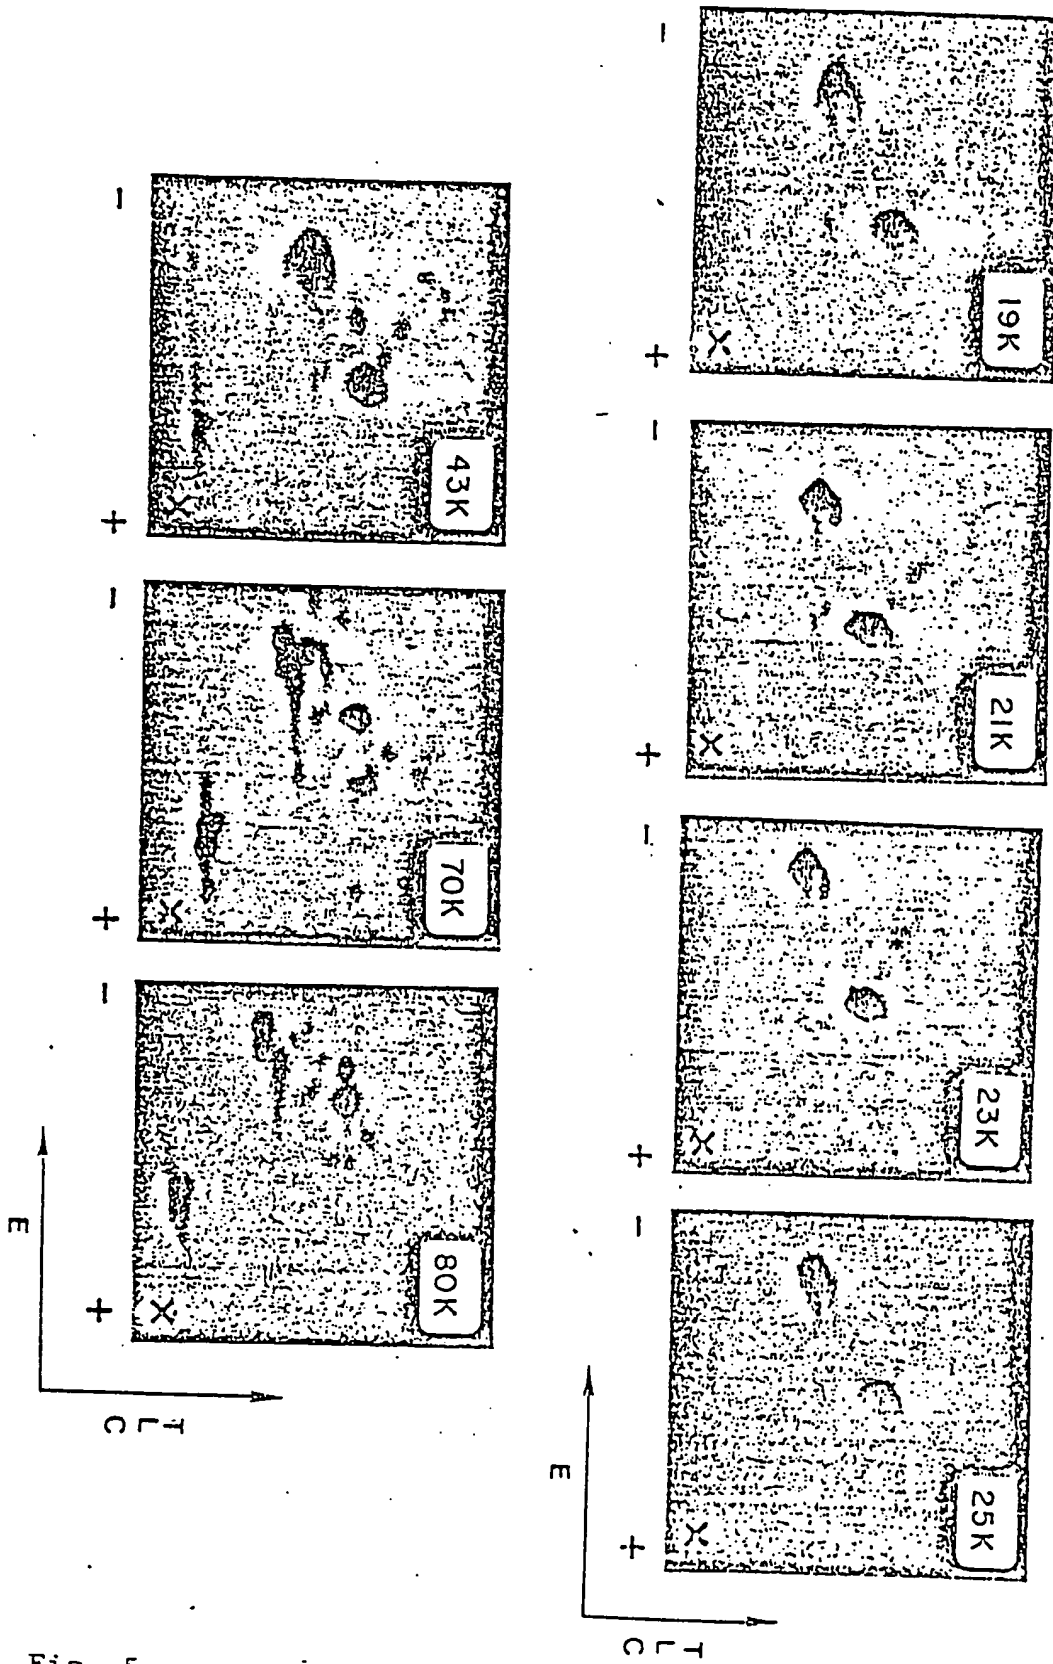 19K
21K
23K
25K
- + - + - + - +
X X X X
E
TLC
43K
70K
80K
- + - + - +
X X X
E
TLC
Fig. 5